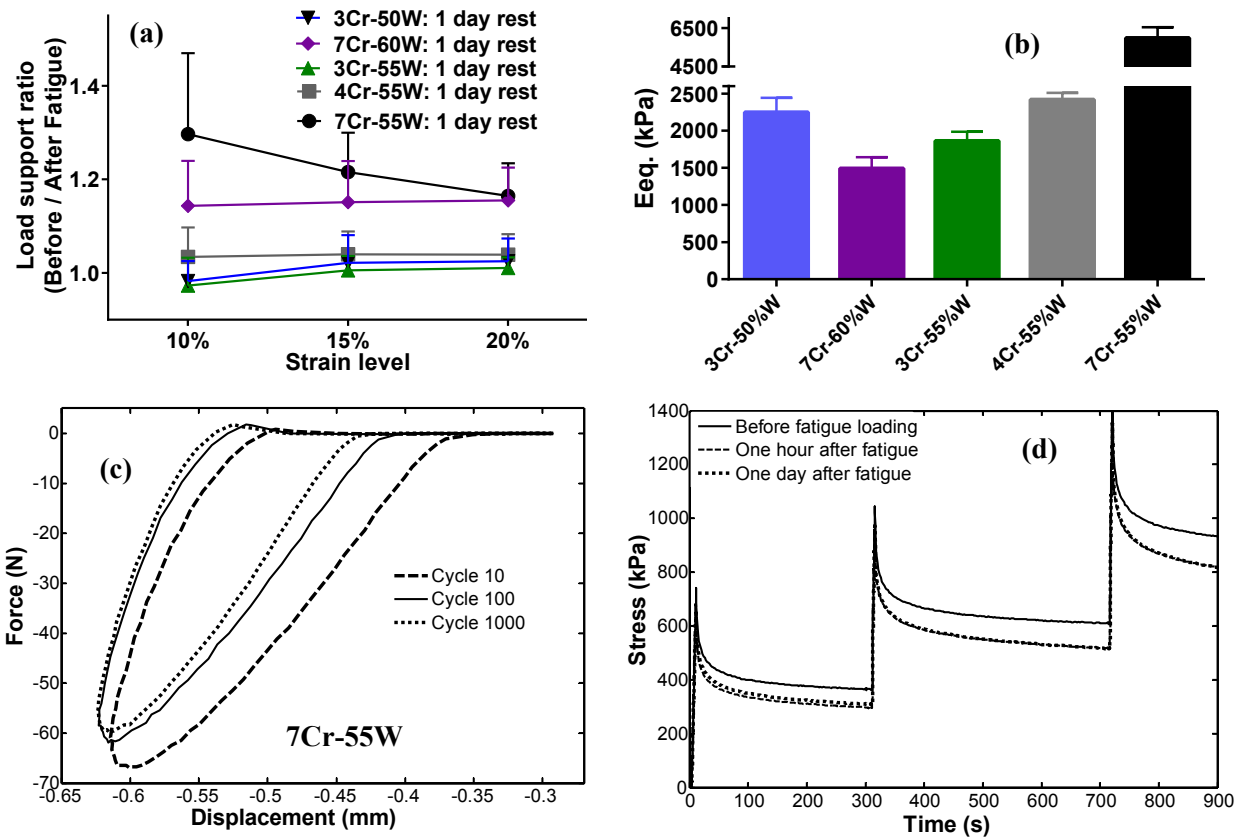 (a)
3Cr-50W: 1 day rest
7Cr-60W: 1 day rest
3Cr-55W: 1 day rest
4Cr-55W: 1 day rest
7Cr-55W: 1 day rest
Load support ratio
(Before / After Fatigue)
1.4
1.2
1.0
10%
15%
20%
Strain level
(b)
Eeq. (kPa)
6500
4500
2500
2000
1500
1000
500
0
3Cr-50%W
7Cr-60%W
3Cr-55%W
4Cr-55%W
7Cr-55%W
(c)
Force (N)
0
-10
-20
-30
-40
-50
-60
-70
Cycle 10
Cycle 100
Cycle 1000
7Cr-55W
-0.65
-0.6
-0.55
-0.5
-0.45
-0.4
-0.35
-0.3
Displacement (mm)
(d)
Before fatigue loading
One hour after fatigue
One day after fatigue
Stress (kPa)
1400
1200
1000
800
600
400
200
0
0
100
200
300
400
500
600
700
800
900
Time (s)